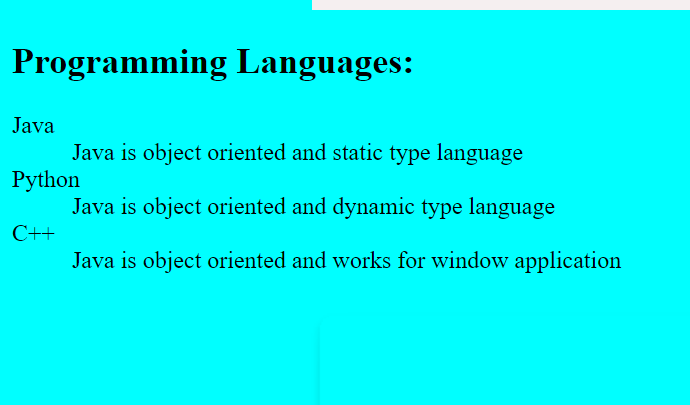 Programming Languages:
Java
Java is object oriented and static type language
Python
Java is object oriented and dynamic type language
C++
Java is object oriented and works for window application